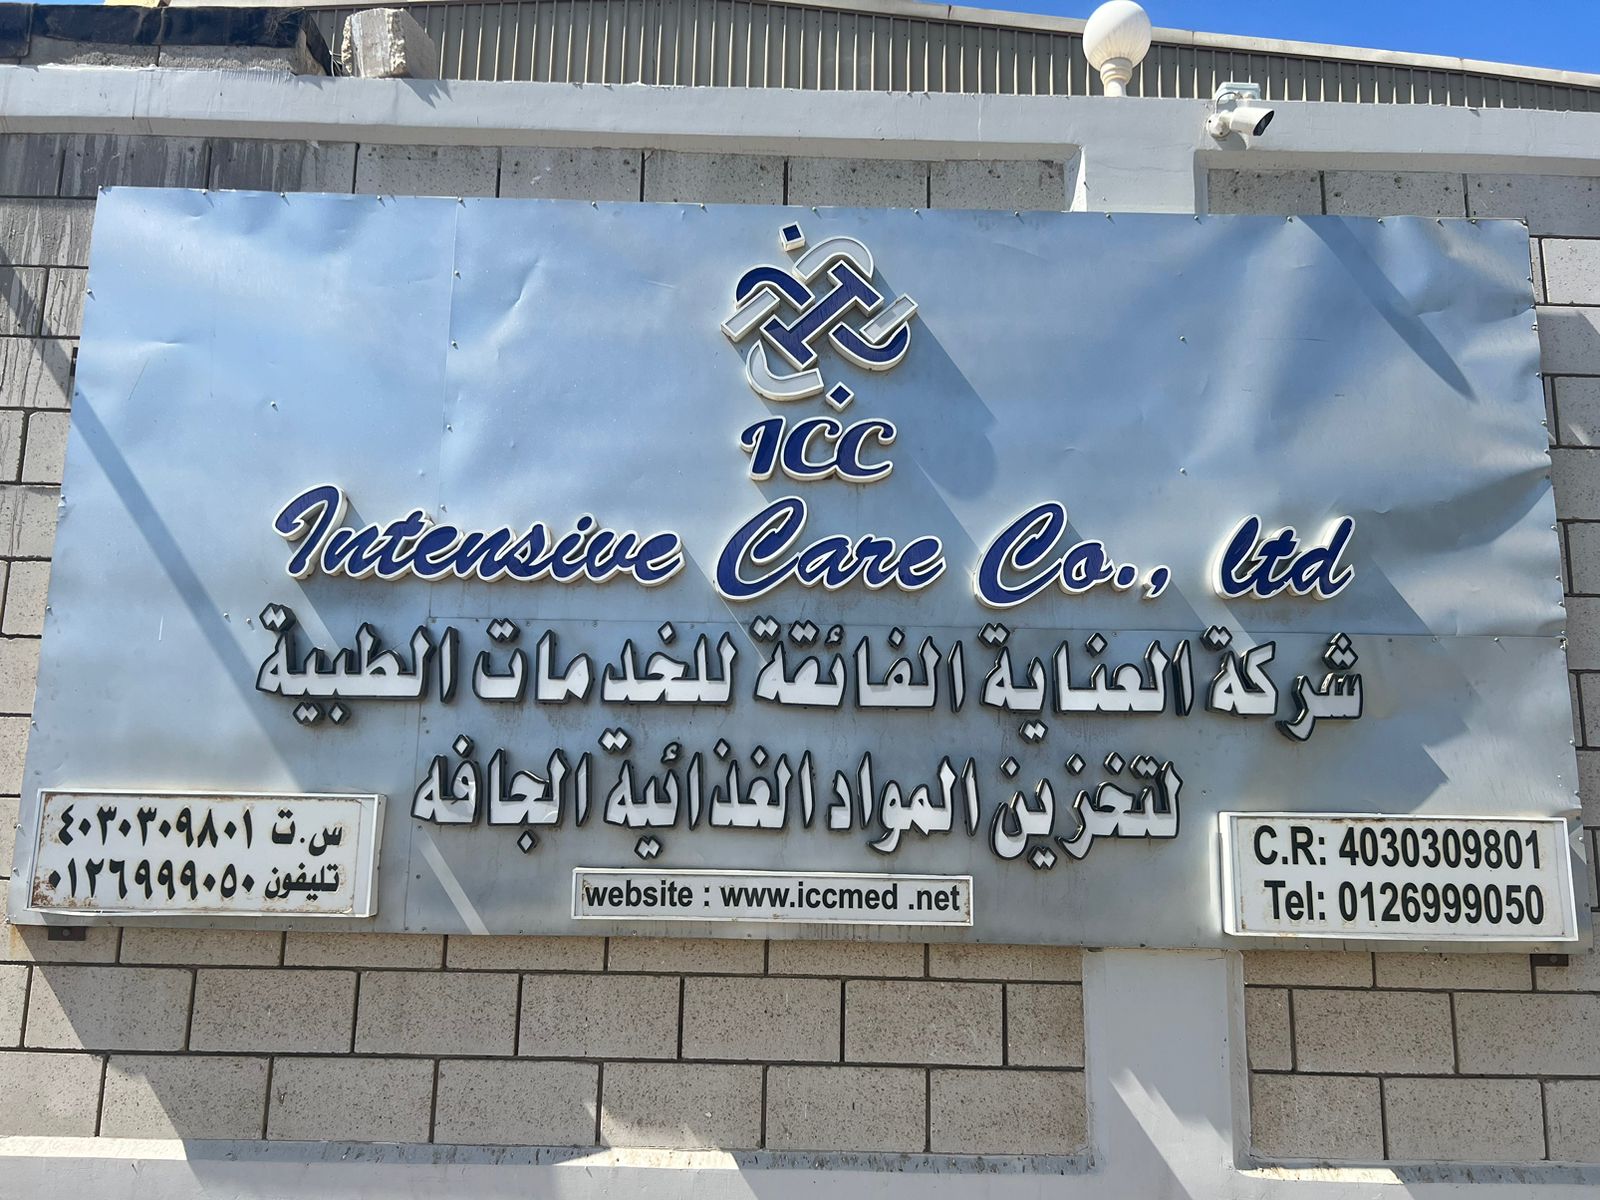 ICC
Intensive Care Co., ltd
شركة العناية الفائقة للخدمات الطبية
لتخزين المواد الغذائية الجافه
س.ت ٤٠٣٠٣٠٩٨٠١
تليفون ٠١٢٦٩٩٩٠٥٠
website : www.iccmed .net
C.R: 4030309801
Tel: 0126999050